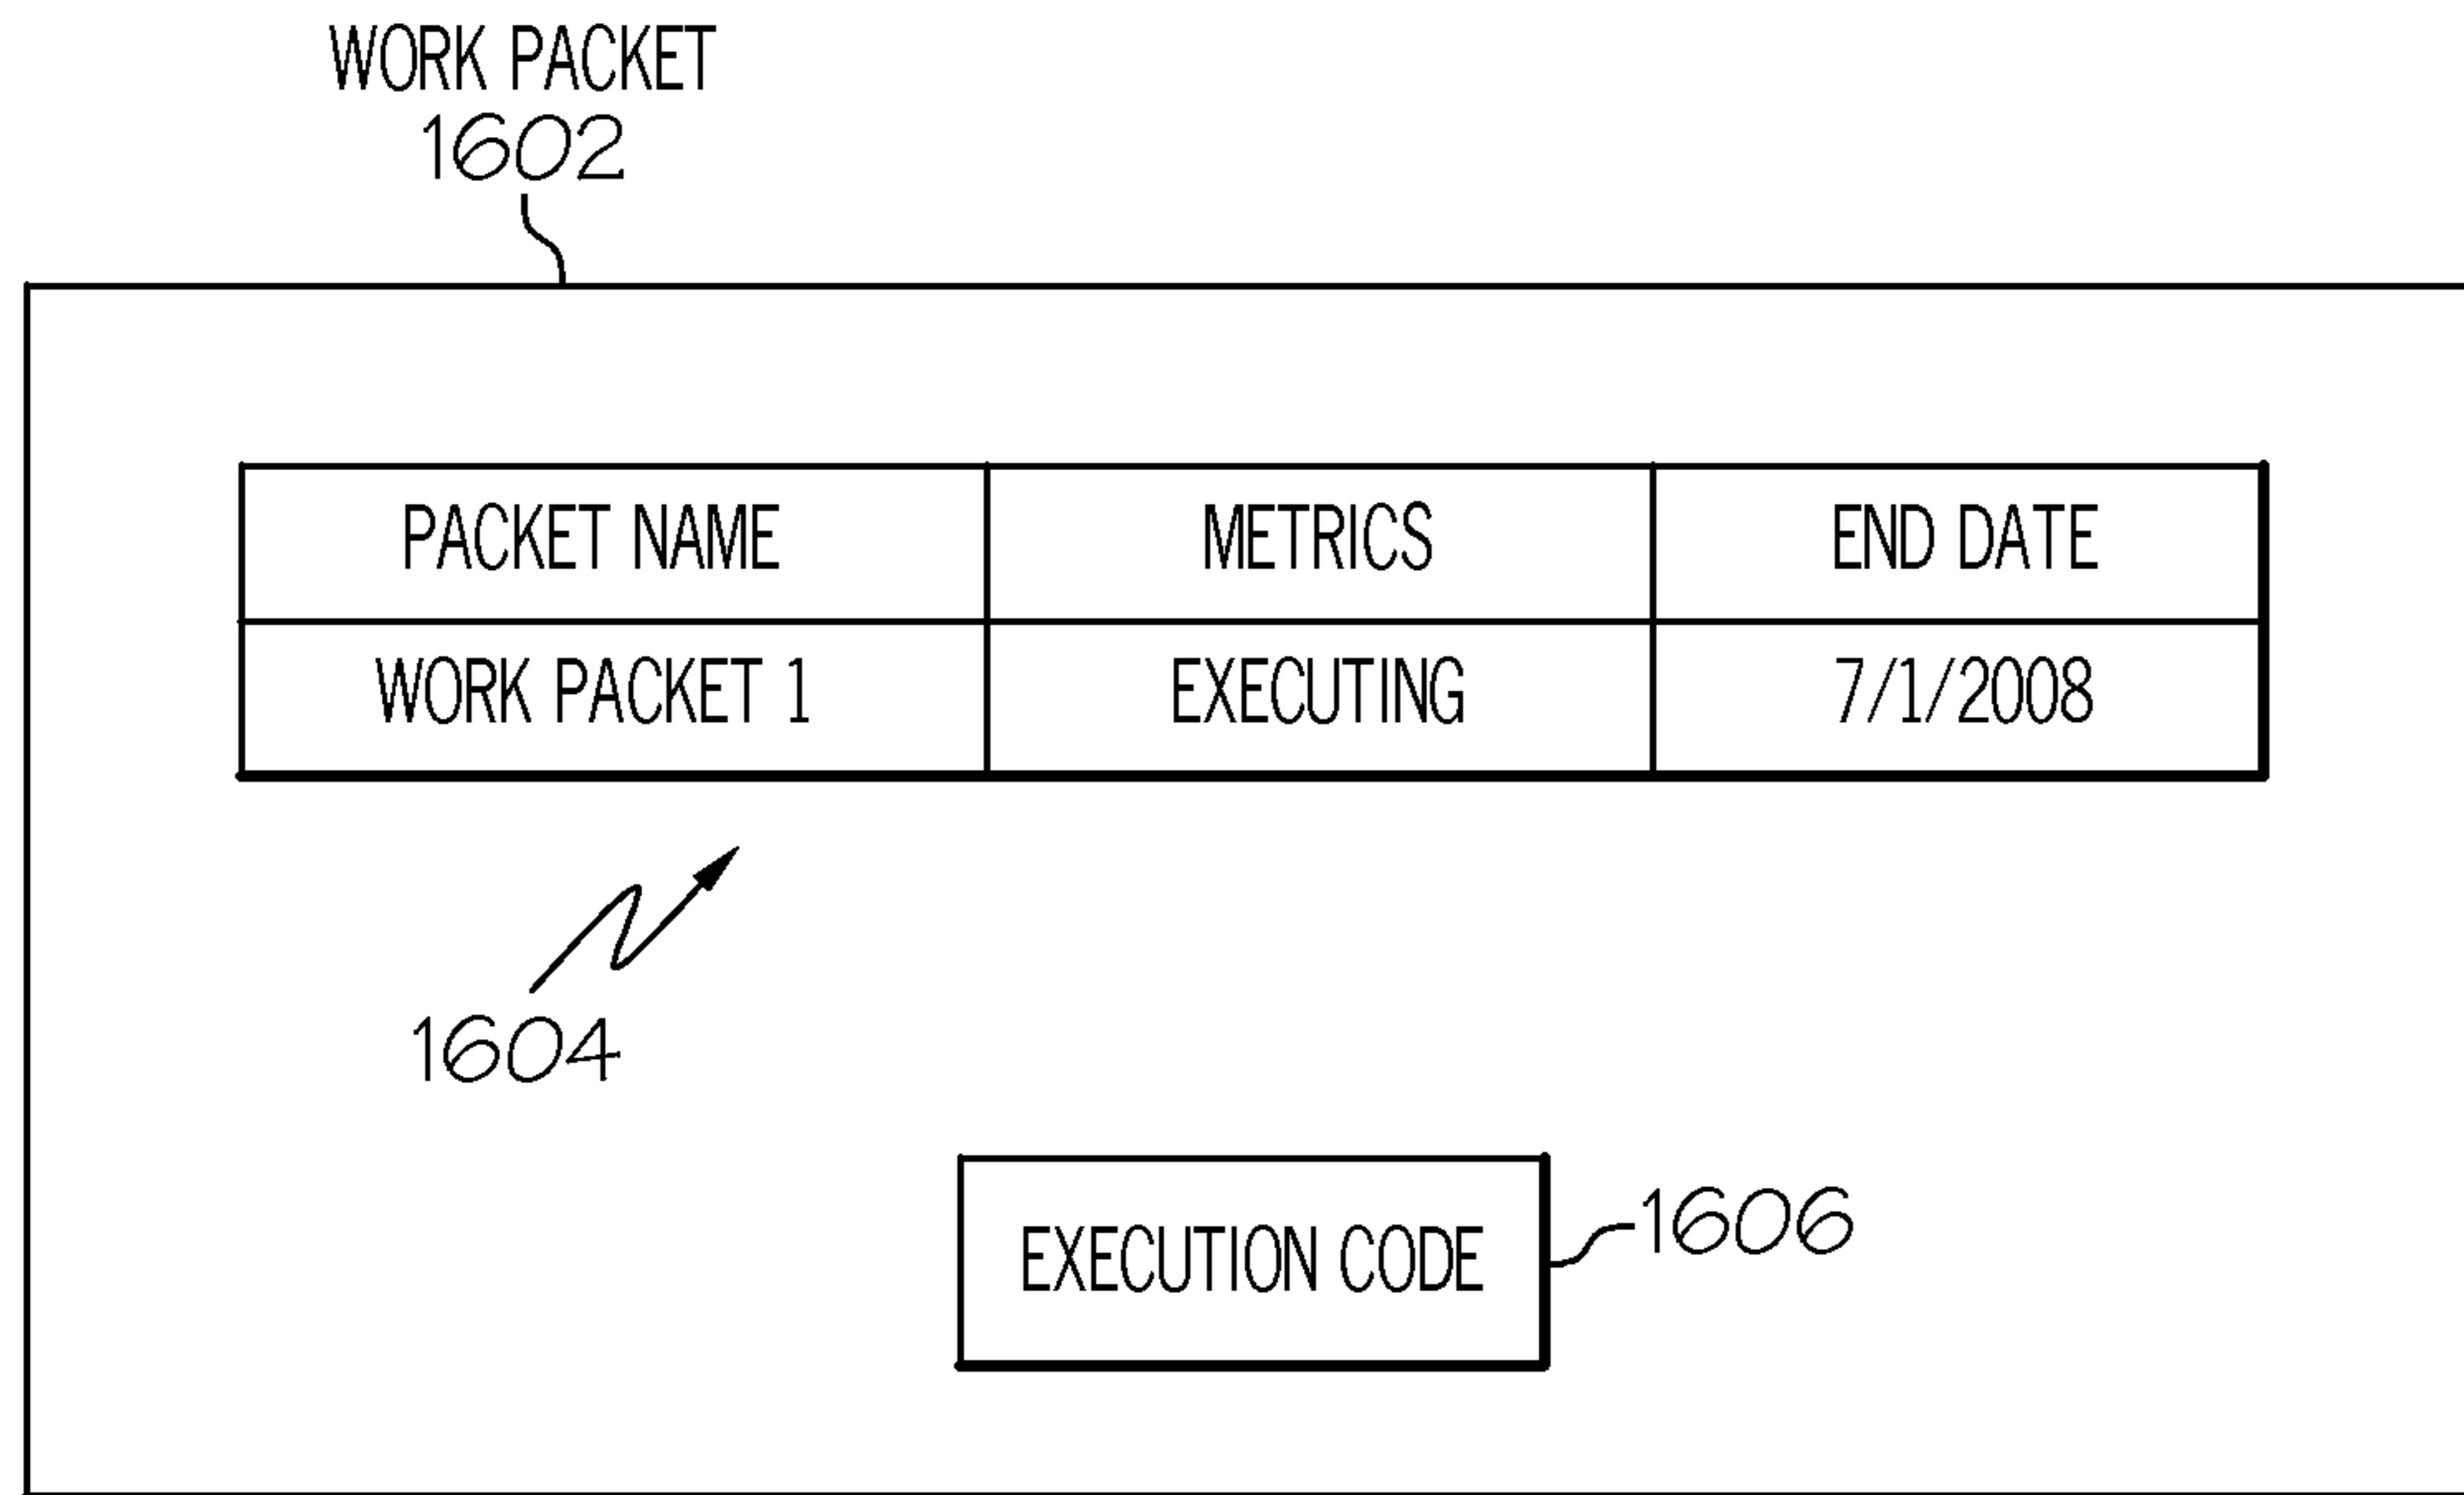 WORK PACKET
1602
PACKET NAME METRICS END DATE
WORK PACKET 1 EXECUTING 7/1/2008
1604
EXECUTION CODE 1606